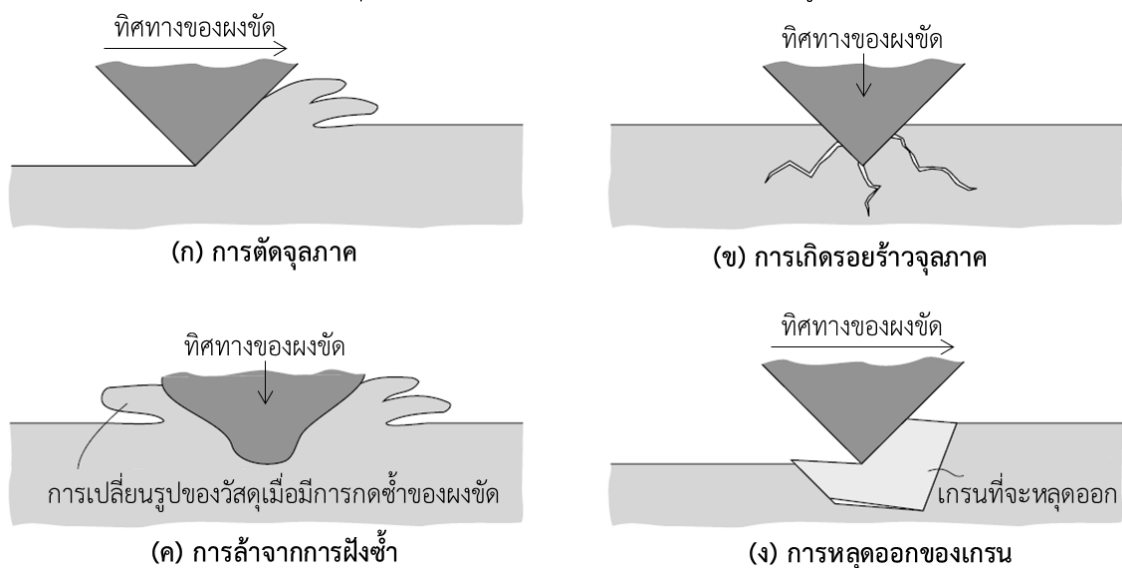 ทิศทางของผงขัด
(ก) การตัดจุลภาค
ทิศทางของผงขัด
(ข) การเกิดรอยร้าวจุลภาค
ทิศทางของผงขัด
การเปลี่ยนรูปของวัสดุเมื่อมีการกดซ้ำของผงขัด
(ค) การล้าจากการฝังซ้ำ
ทิศทางของผงขัด
เกรนที่จะหลุดออก
(ง) การหลุดออกของเกรน